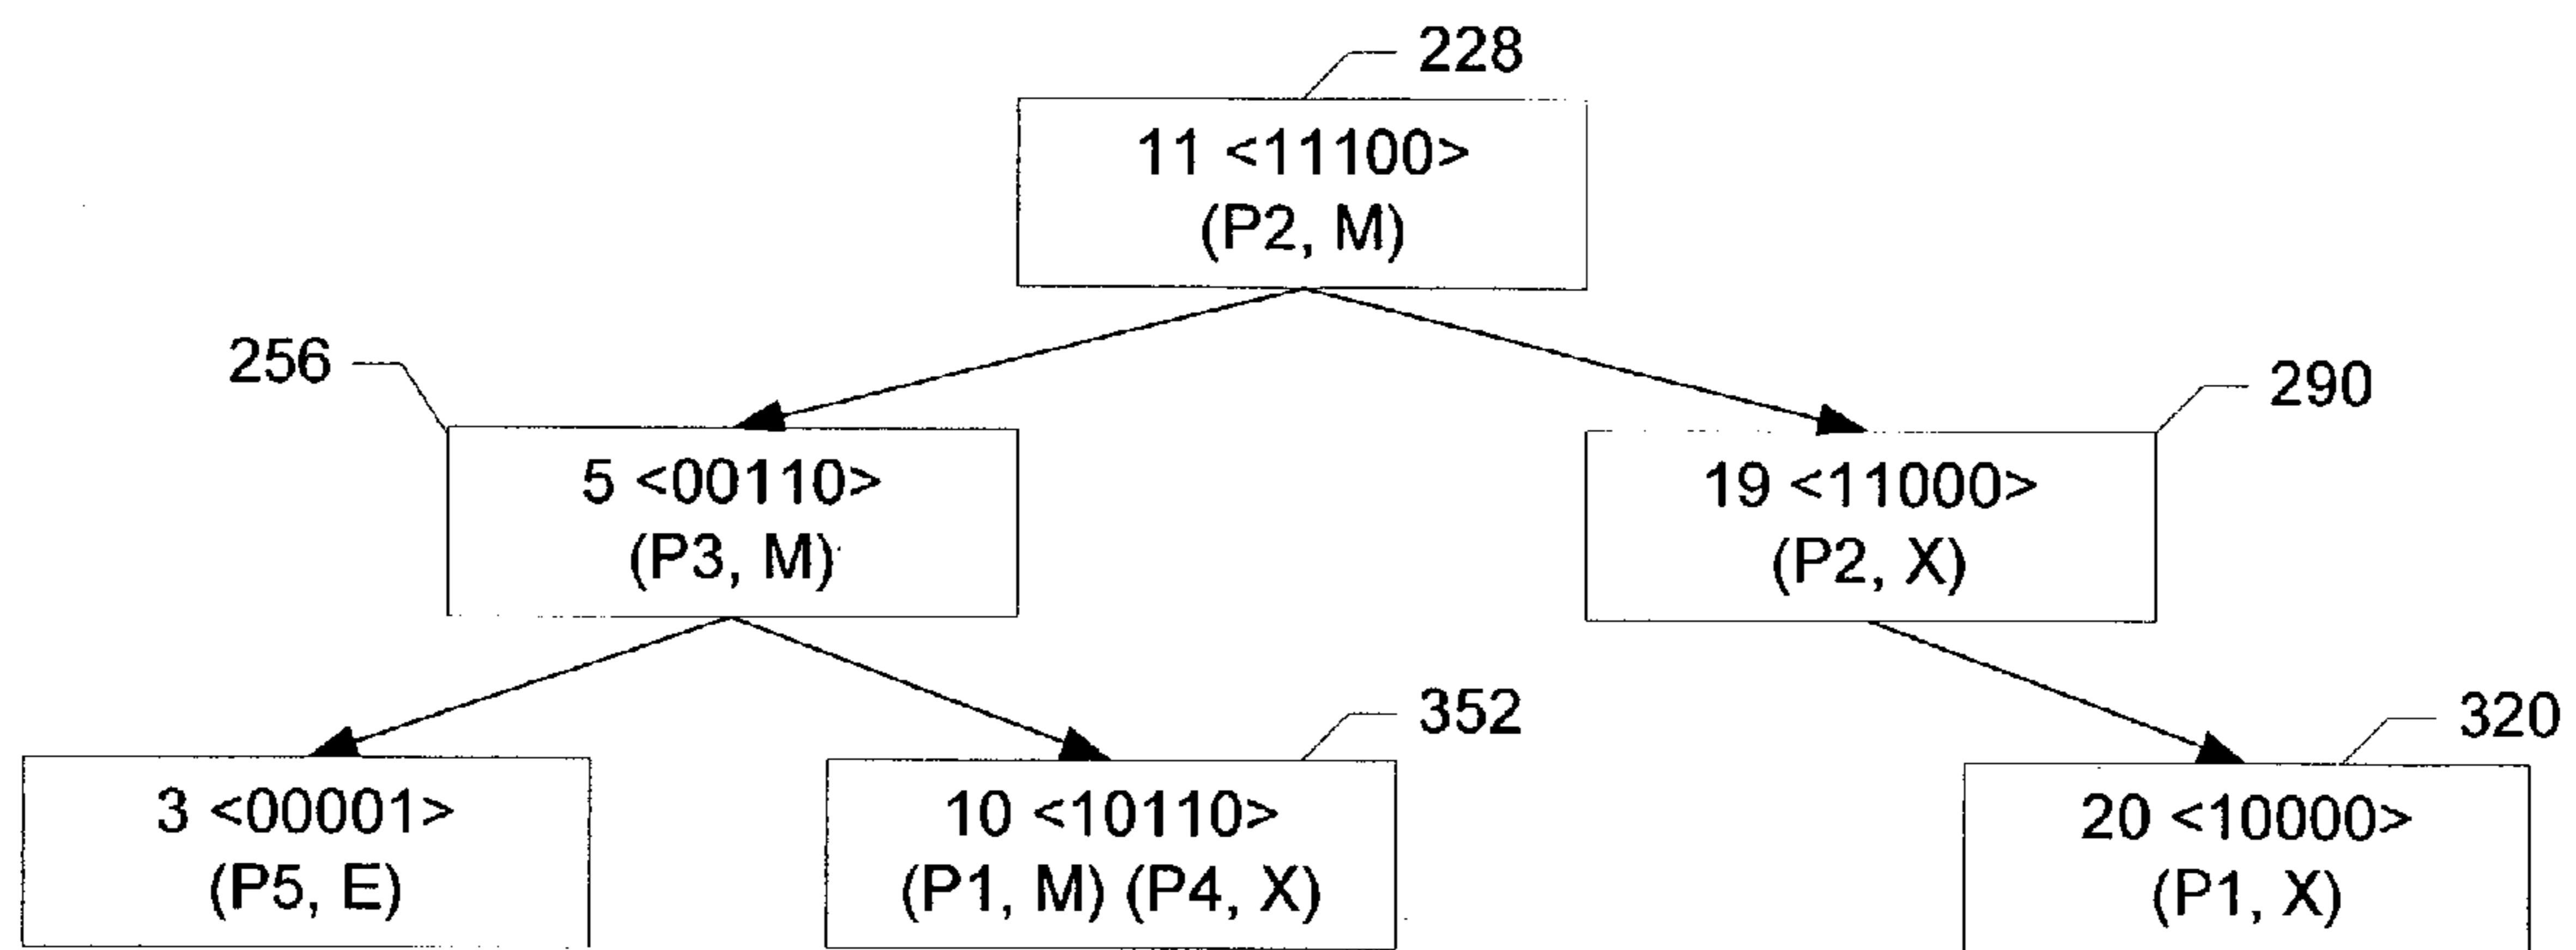 228
11 <11100>
(P2, M)
256
290
5 <00110>
(P3, M)
19 <11000>
(P2, X)
352
320
3 <00001>
(P5, E)
10 <10110>
(P1, M) (P4, X)
20 <10000>
(P1, X)